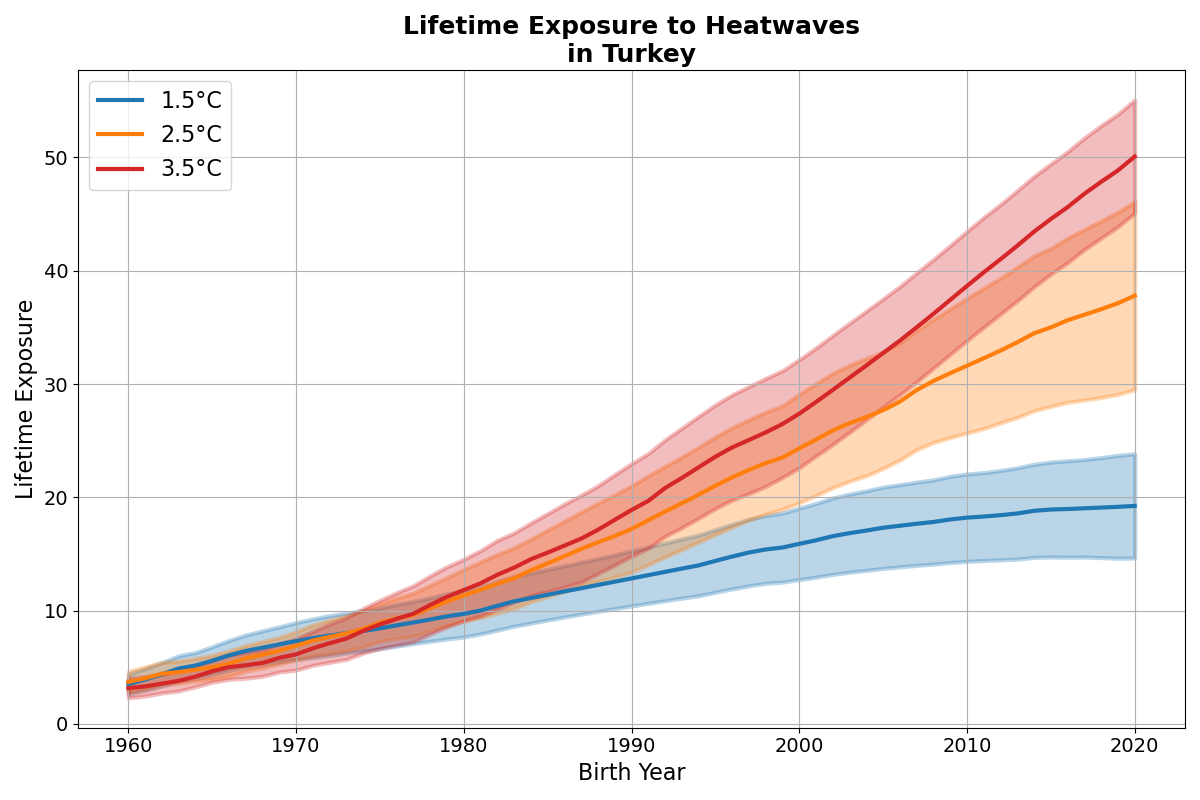 Lifetime Exposure to Heatwaves
in Turkey
1.5°C
2.5°C
3.5°C
Lifetime Exposure
50
40
30
20
10
0
1960
1970
1980
1990
2000
2010
2020
Birth Year